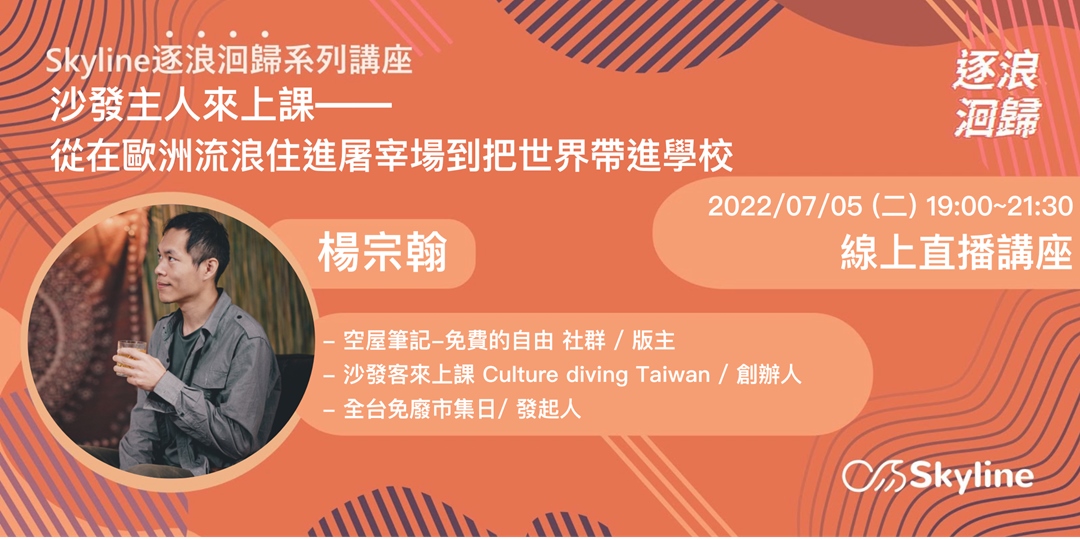 Skyline逐浪洄歸系列講座
沙發主人來上課——
從在歐洲流浪住進屠宰場到把世界帶進學校
逐浪
洄歸
2022/07/05 (二) 19:00~21:30
線上直播講座
楊宗翰
- 空屋筆記-免費的自由 社群 / 版主
- 沙發客來上課 Culture diving Taiwan / 創辦人
- 全台免廢市集日/ 發起人
Skyline